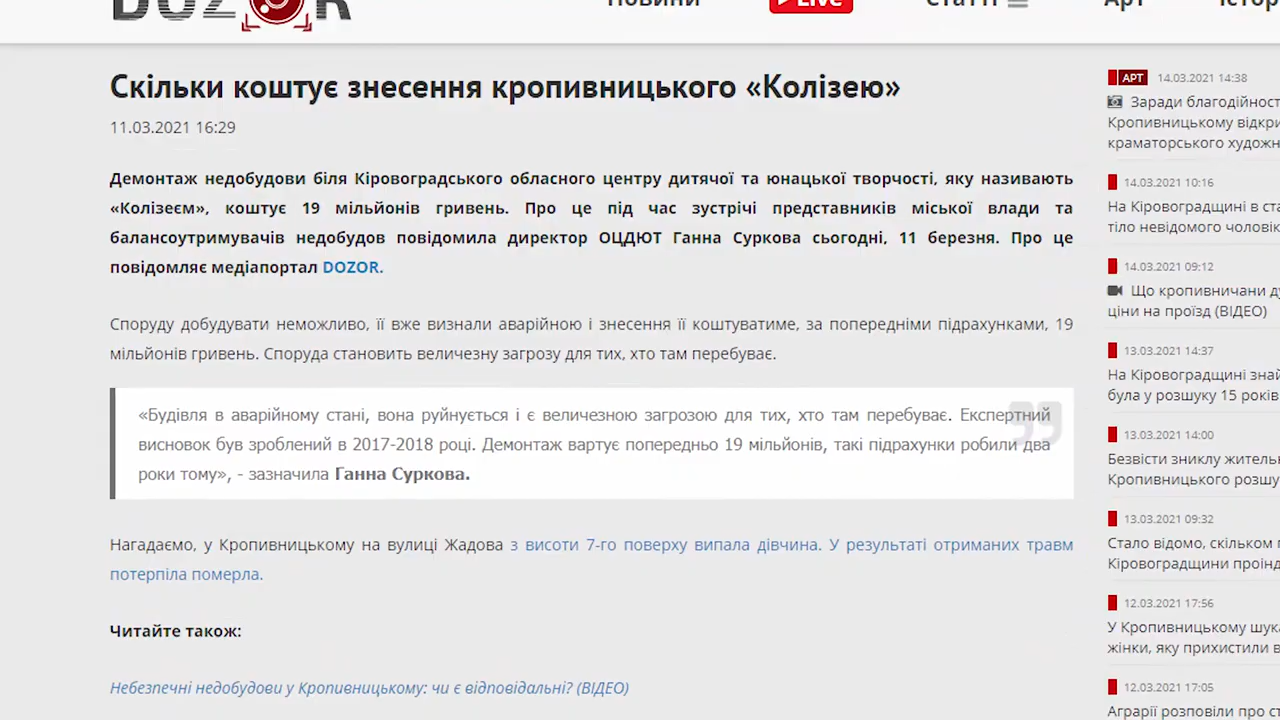 DOZOR
Новини
Live
Статті
Арт
Скільки коштує знесення кропивницького «Колізею»
11.03.2021 16:29
Демонтаж недобудови біля Кіровоградського обласного центру дитячої та юнацької творчості, яку називають
«Колізеєм», коштує 19 мільйонів гривень. Про це під час зустрічі представників міської влади та
балансоутримувачів недобудов повідомила директор ОЦДЮТ Ганна Суркова сьогодні, 11 березня. Про це
повідомляє медіапортал DOZOR.
Споруду добудувати неможливо, її вже визнали аварійною і знесення її коштуватиме, за попередніми підрахунками, 19
мільйонів гривень. Споруда становить величезну загрозу для тих, хто там перебуває.
«Будівля в аварійному стані, вона руйнується і є величезною загрозою для тих, хто там перебуває. Експертний
висновок був зроблений в 2017-2018 році. Демонтаж вартує попередньо 19 мільйонів, такі підрахунки робили два
роки тому», - зазначила Ганна Суркова.
Нагадаємо, у Кропивницькому на вулиці Жадова з висоти 7-го поверху випала дівчина. У результаті отриманих травм
потерпіла померла.
Читайте також:
Небезпечні недобудови у Кропивницькому: чи є відповідальні? (ВІДЕО)
АРТ 14.03.2021 14:38
Заради благодійност
Кропивницькому відкри
краматорського художн
14.03.2021 10:16
На Кіровоградщині в ста
тіло невідомого чоловік
14.03.2021 09:12
Що кропивничани ду
ціни на проїзд (ВІДЕО)
13.03.2021 14:37
На Кіровоградщині знай
була у розшуку 15 років
13.03.2021 14:00
Безвісти зниклу жительн
Кропивницького розшу
13.03.2021 09:32
Стало відомо, скільком
Кіровоградщини проінд
12.03.2021 17:56
У Кропивницькому шука
жінки, яку прихистили в
12.03.2021 17:05
Аграрії розповіли про ст